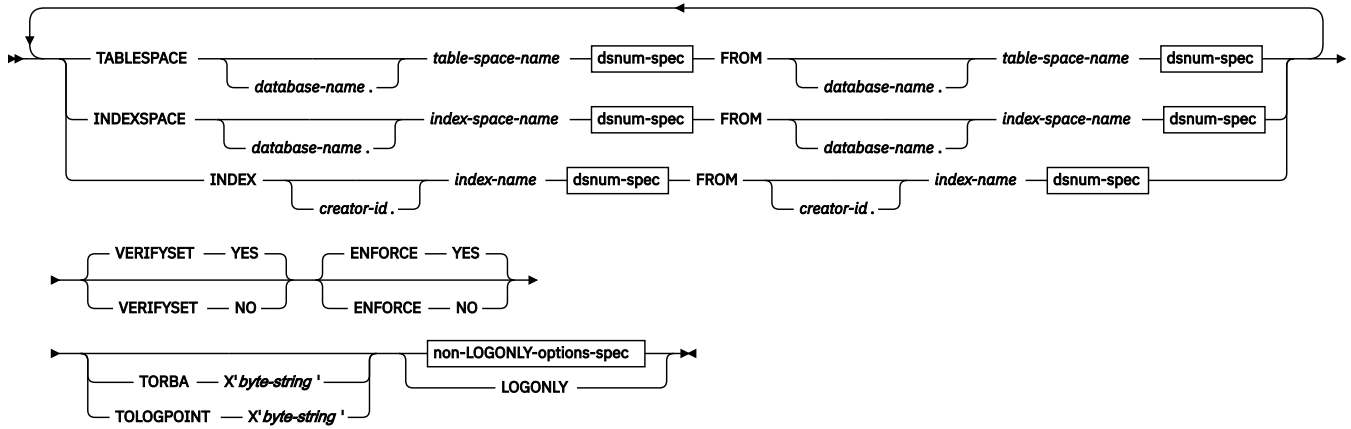 TABLESPACE table-space-name dsnum-spec FROM table-space-name dsnum-spec
database-name . database-name .
INDEXSPACE index-space-name dsnum-spec FROM index-space-name dsnum-spec
database-name . database-name .
INDEX index-name dsnum-spec FROM index-name dsnum-spec
creator-id . creator-id .
VERIFYSET YES ENFORCE YES
VERIFYSET NO ENFORCE NO
non-LOGONLY-options-spec
TORBA X'byte-string ' LOGONLY
TOLOGPOINT X'byte-string '